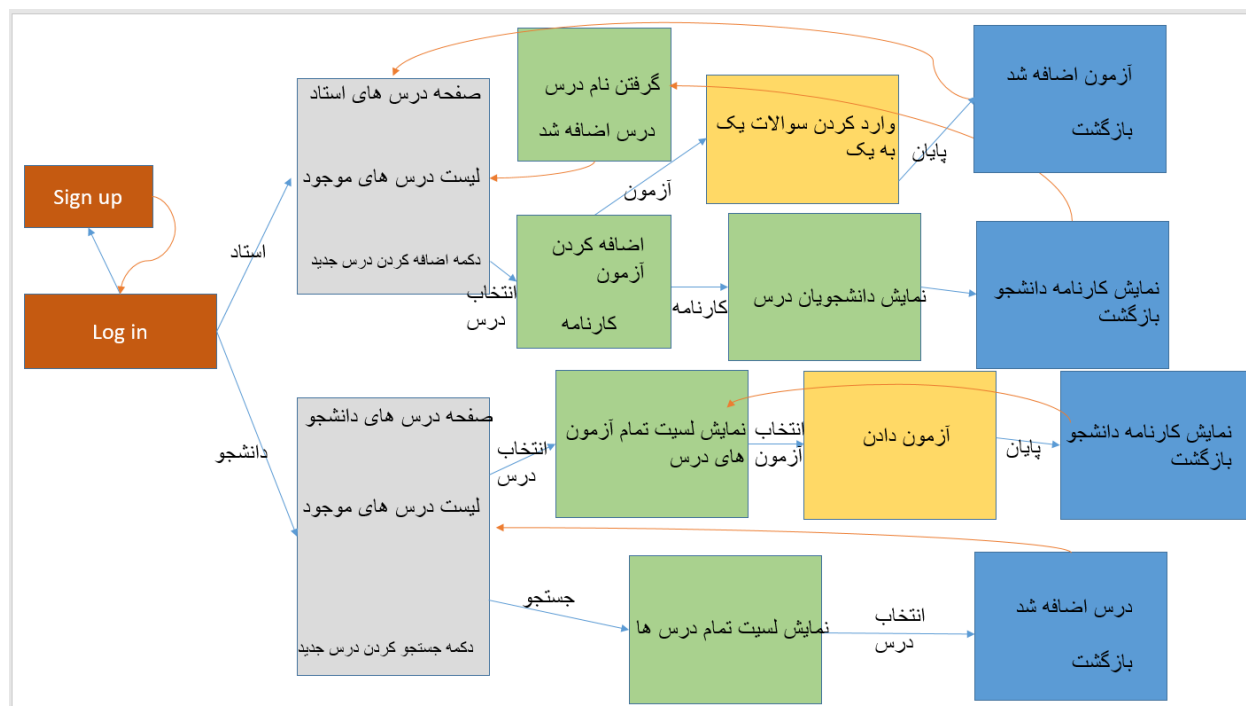 Sign up
Log in
استاد
دانشجو
صفحه درس های استاد
لیست درس های موجود
دکمه اضافه کردن درس جدید
گرفتن نام درس
درس اضافه شد
انتخاب
درس
اضافه کردن
آزمون
کارنامه
آزمون
وارد کردن سوالات یک
به یک
پایان
آزمون اضافه شد
بازگشت
کارنامه
نمایش دانشجویان درس
نمایش کارنامه دانشجو
بازگشت
صفحه درس های دانشجو
لیست درس های موجود
دکمه جستجو کردن درس جدید
انتخاب
درس
نمایش لسیت تمام آزمون
های درس
انتخاب
آزمون
آزمون دادن
پایان
نمایش کارنامه دانشجو
بازگشت
جستجو
نمایش لسیت تمام درس ها
انتخاب
درس
درس اضافه شد
بازگشت